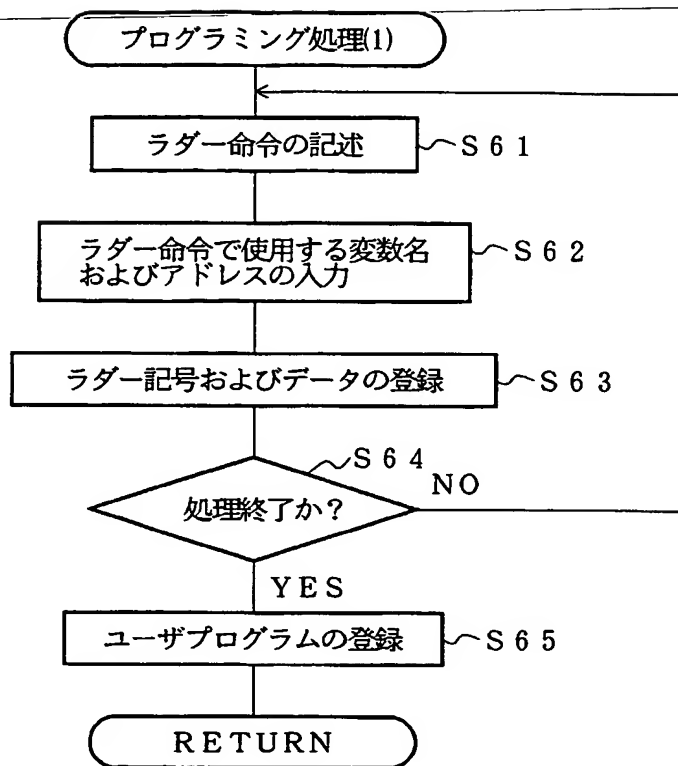 プログラミング処理(1)
ラダー命令の記述
S61
ラダー命令で使用する変数名
およびアドレスの入力
S62
ラダー記号およびデータの登録
S63
S64
処理終了か？
NO
YES
ユーザプログラムの登録
S65
RETURN